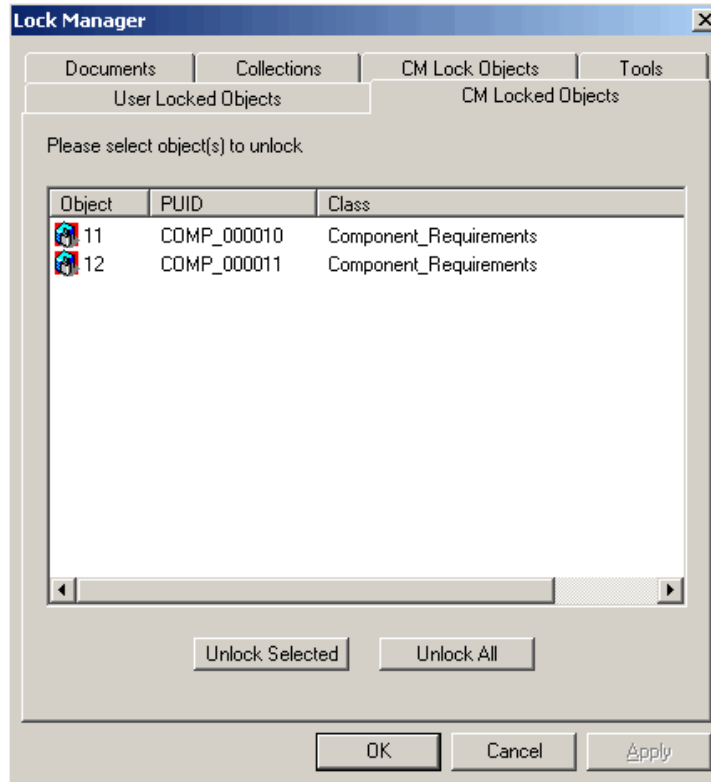 Lock Manager
Documents Collections CM Lock Objects Tools
User Locked Objects CM Locked Objects
Please select object(s) to unlock
Object PUID Class
11 COMP_000010 Component_Requirements
12 COMP_000011 Component_Requirements
Unlock Selected Unlock All
OK Cancel Apply